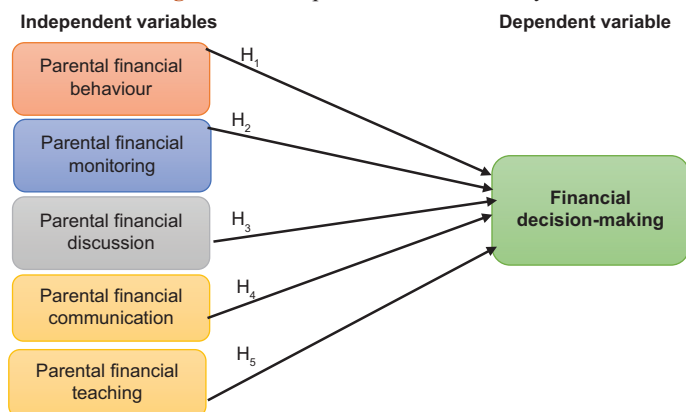 Independent variables
Dependent variable
Parental financial
behaviour
H1
Parental financial
monitoring
H2
Parental financial
discussion
H3
Financial
decision-making
Parental financial
communication
H4
Parental financial
teaching
H5